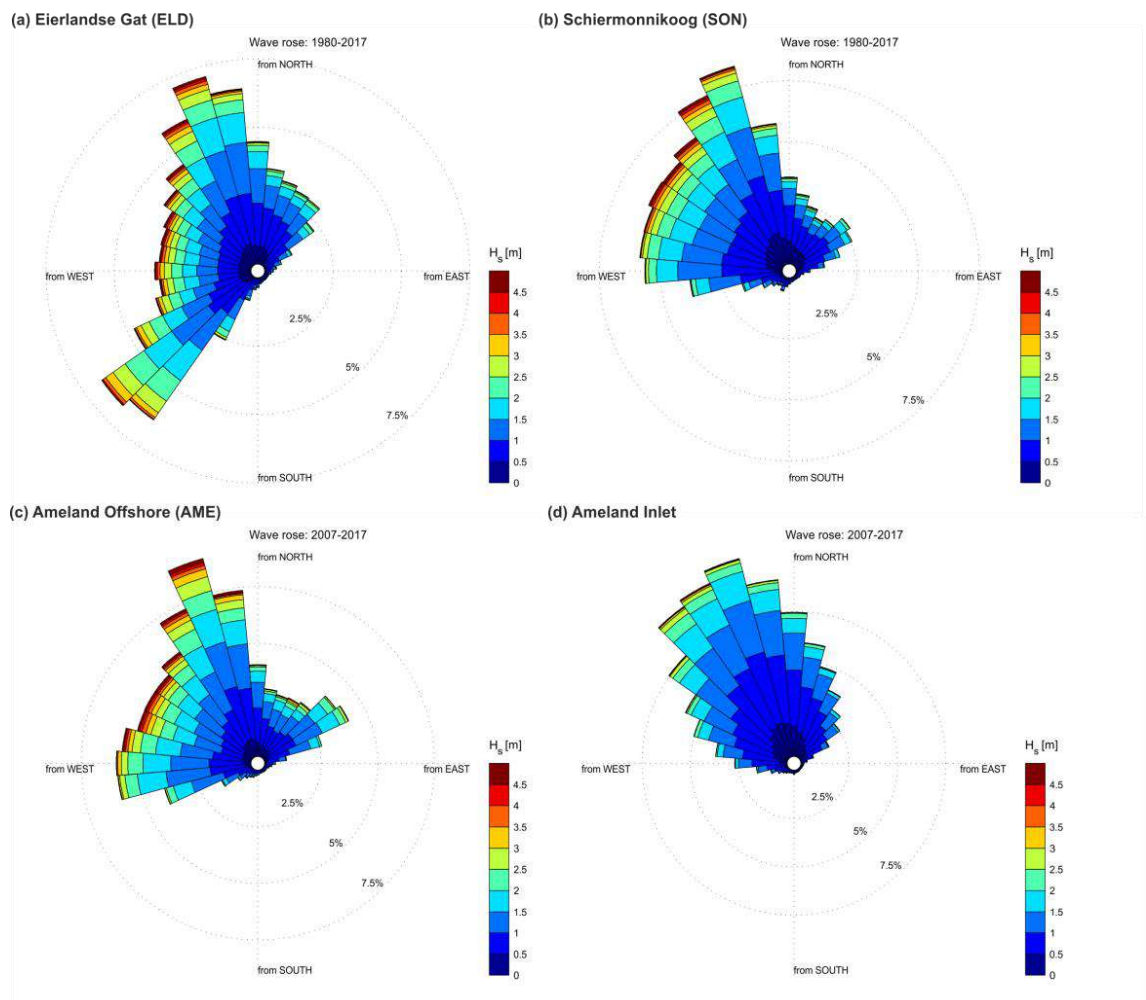 (a) Eierlandse Gat (ELD)
Wave rose: 1980-2017
from NORTH
from WEST
from EAST
from SOUTH
2.5%
5%
7.5%
H_s [m]
4.5
4
3.5
3
2.5
2
1.5
1
0.5
0
(b) Schiermonnikoog (SON)
Wave rose: 1980-2017
from NORTH
from WEST
from EAST
from SOUTH
2.5%
5%
7.5%
H_s [m]
4.5
4
3.5
3
2.5
2
1.5
1
0.5
0
(c) Ameland Offshore (AME)
Wave rose: 2007-2017
from NORTH
from WEST
from EAST
from SOUTH
2.5%
5%
7.5%
H_s [m]
4.5
4
3.5
3
2.5
2
1.5
1
0.5
0
(d) Ameland Inlet
Wave rose: 2007-2017
from NORTH
from WEST
from EAST
from SOUTH
2.5%
5%
7.5%
H_s [m]
4.5
4
3.5
3
2.5
2
1.5
1
0.5
0